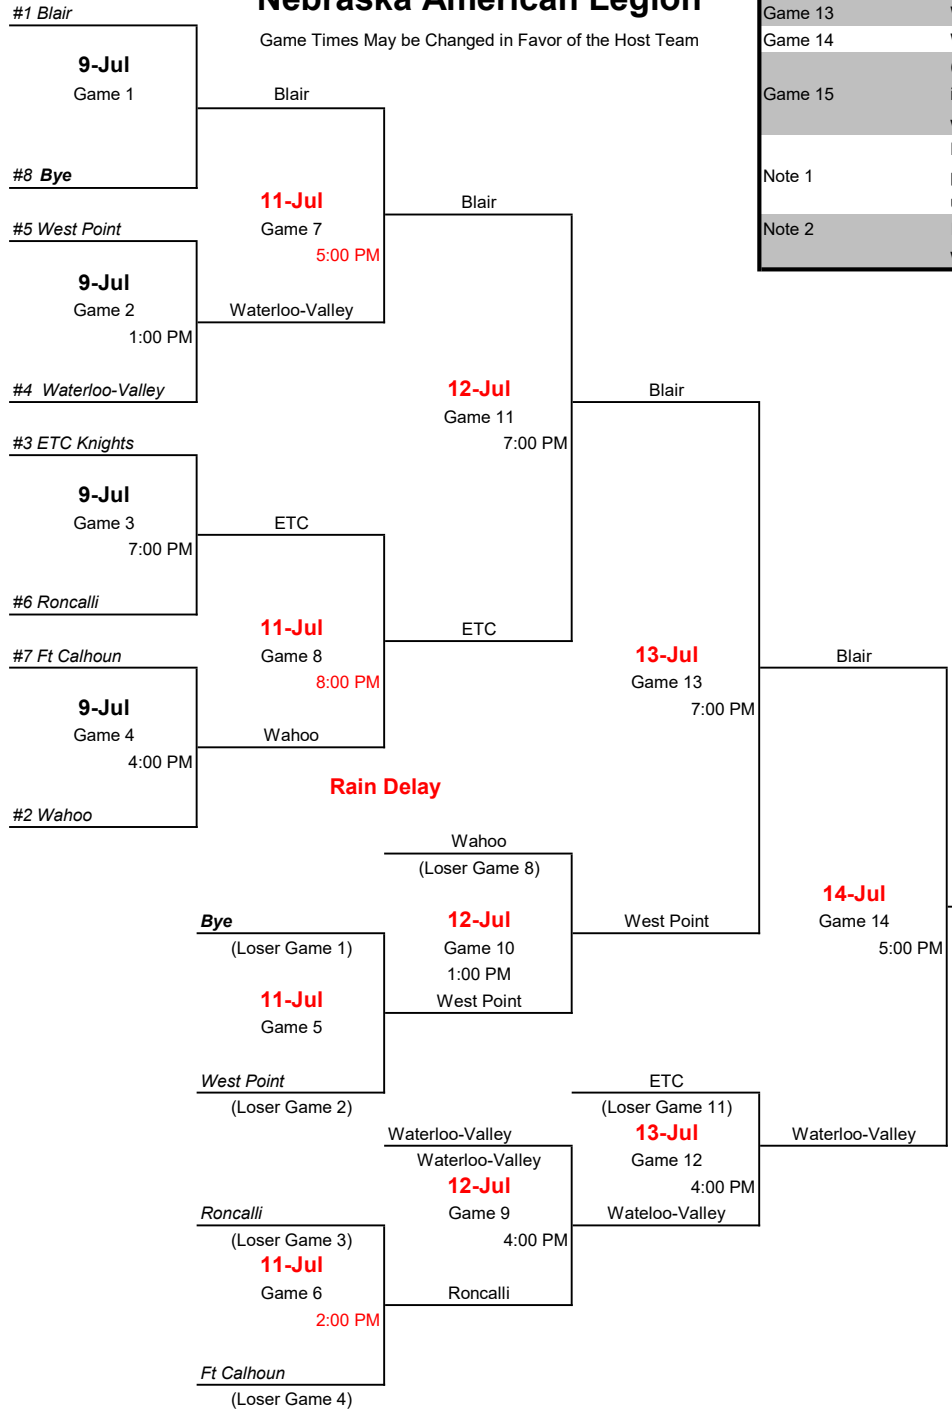 Nebraska American Legion
Game Times May be Changed in Favor of the Host Team
Game 13
Game 14
Game 15
Note 1
Note 2
#1 Blair
9-Jul
Game 1
Blair
#8 Bye
11-Jul
Blair
#5 West Point
Game 7
5:00 PM
9-Jul
Game 2
Waterloo-Valley
1:00 PM
#4 Waterloo-Valley
12-Jul
Blair
Game 11
#3 ETC Knights
7:00 PM
9-Jul
Game 3
ETC
7:00 PM
#6 Roncalli
11-Jul
ETC
#7 Ft Calhoun
Game 8
13-Jul
Blair
8:00 PM
Game 13
9-Jul
7:00 PM
Game 4
Wahoo
4:00 PM
Rain Delay
#2 Wahoo
Wahoo
(Loser Game 8)
14-Jul
Bye
12-Jul
West Point
Game 14
(Loser Game 1)
Game 10
5:00 PM
1:00 PM
11-Jul
West Point
Game 5
West Point
ETC
(Loser Game 2)
(Loser Game 11)
Waterloo-Valley
13-Jul
Waterloo-Valley
Waterloo-Valley
Game 12
12-Jul
4:00 PM
Roncalli
Game 9
Wateloo-Valley
(Loser Game 3)
4:00 PM
11-Jul
Game 6
Roncalli
2:00 PM
Ft Calhoun
(Loser Game 4)